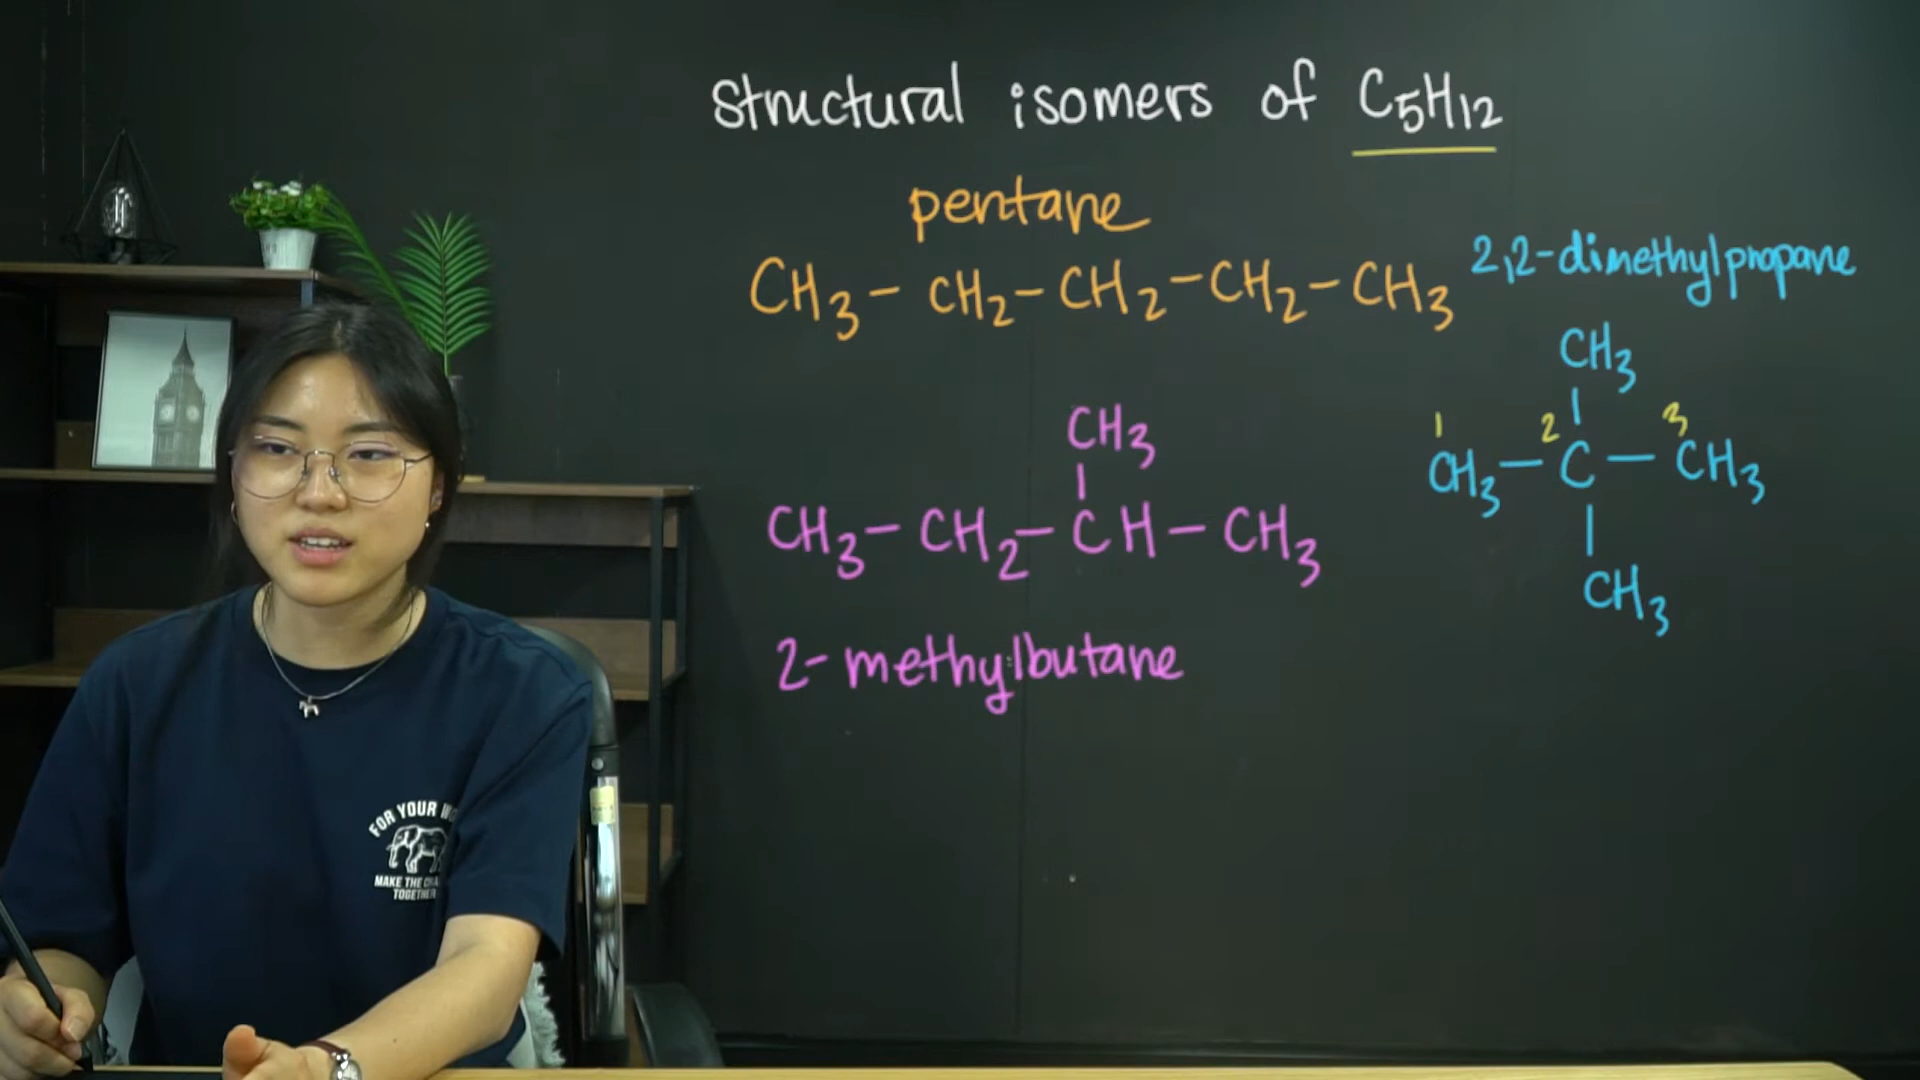 structural isomers of C5H12
pentane
CH3-CH2-CH2-CH2-CH3
2,2-dimethylpropane
CH3
|
1 2 3
CH3-C-CH3
|
CH3
CH3
|
CH3-CH2-CH-CH3
2-methylbutane
FOR YOUR
MAKE THE
TOGETHER